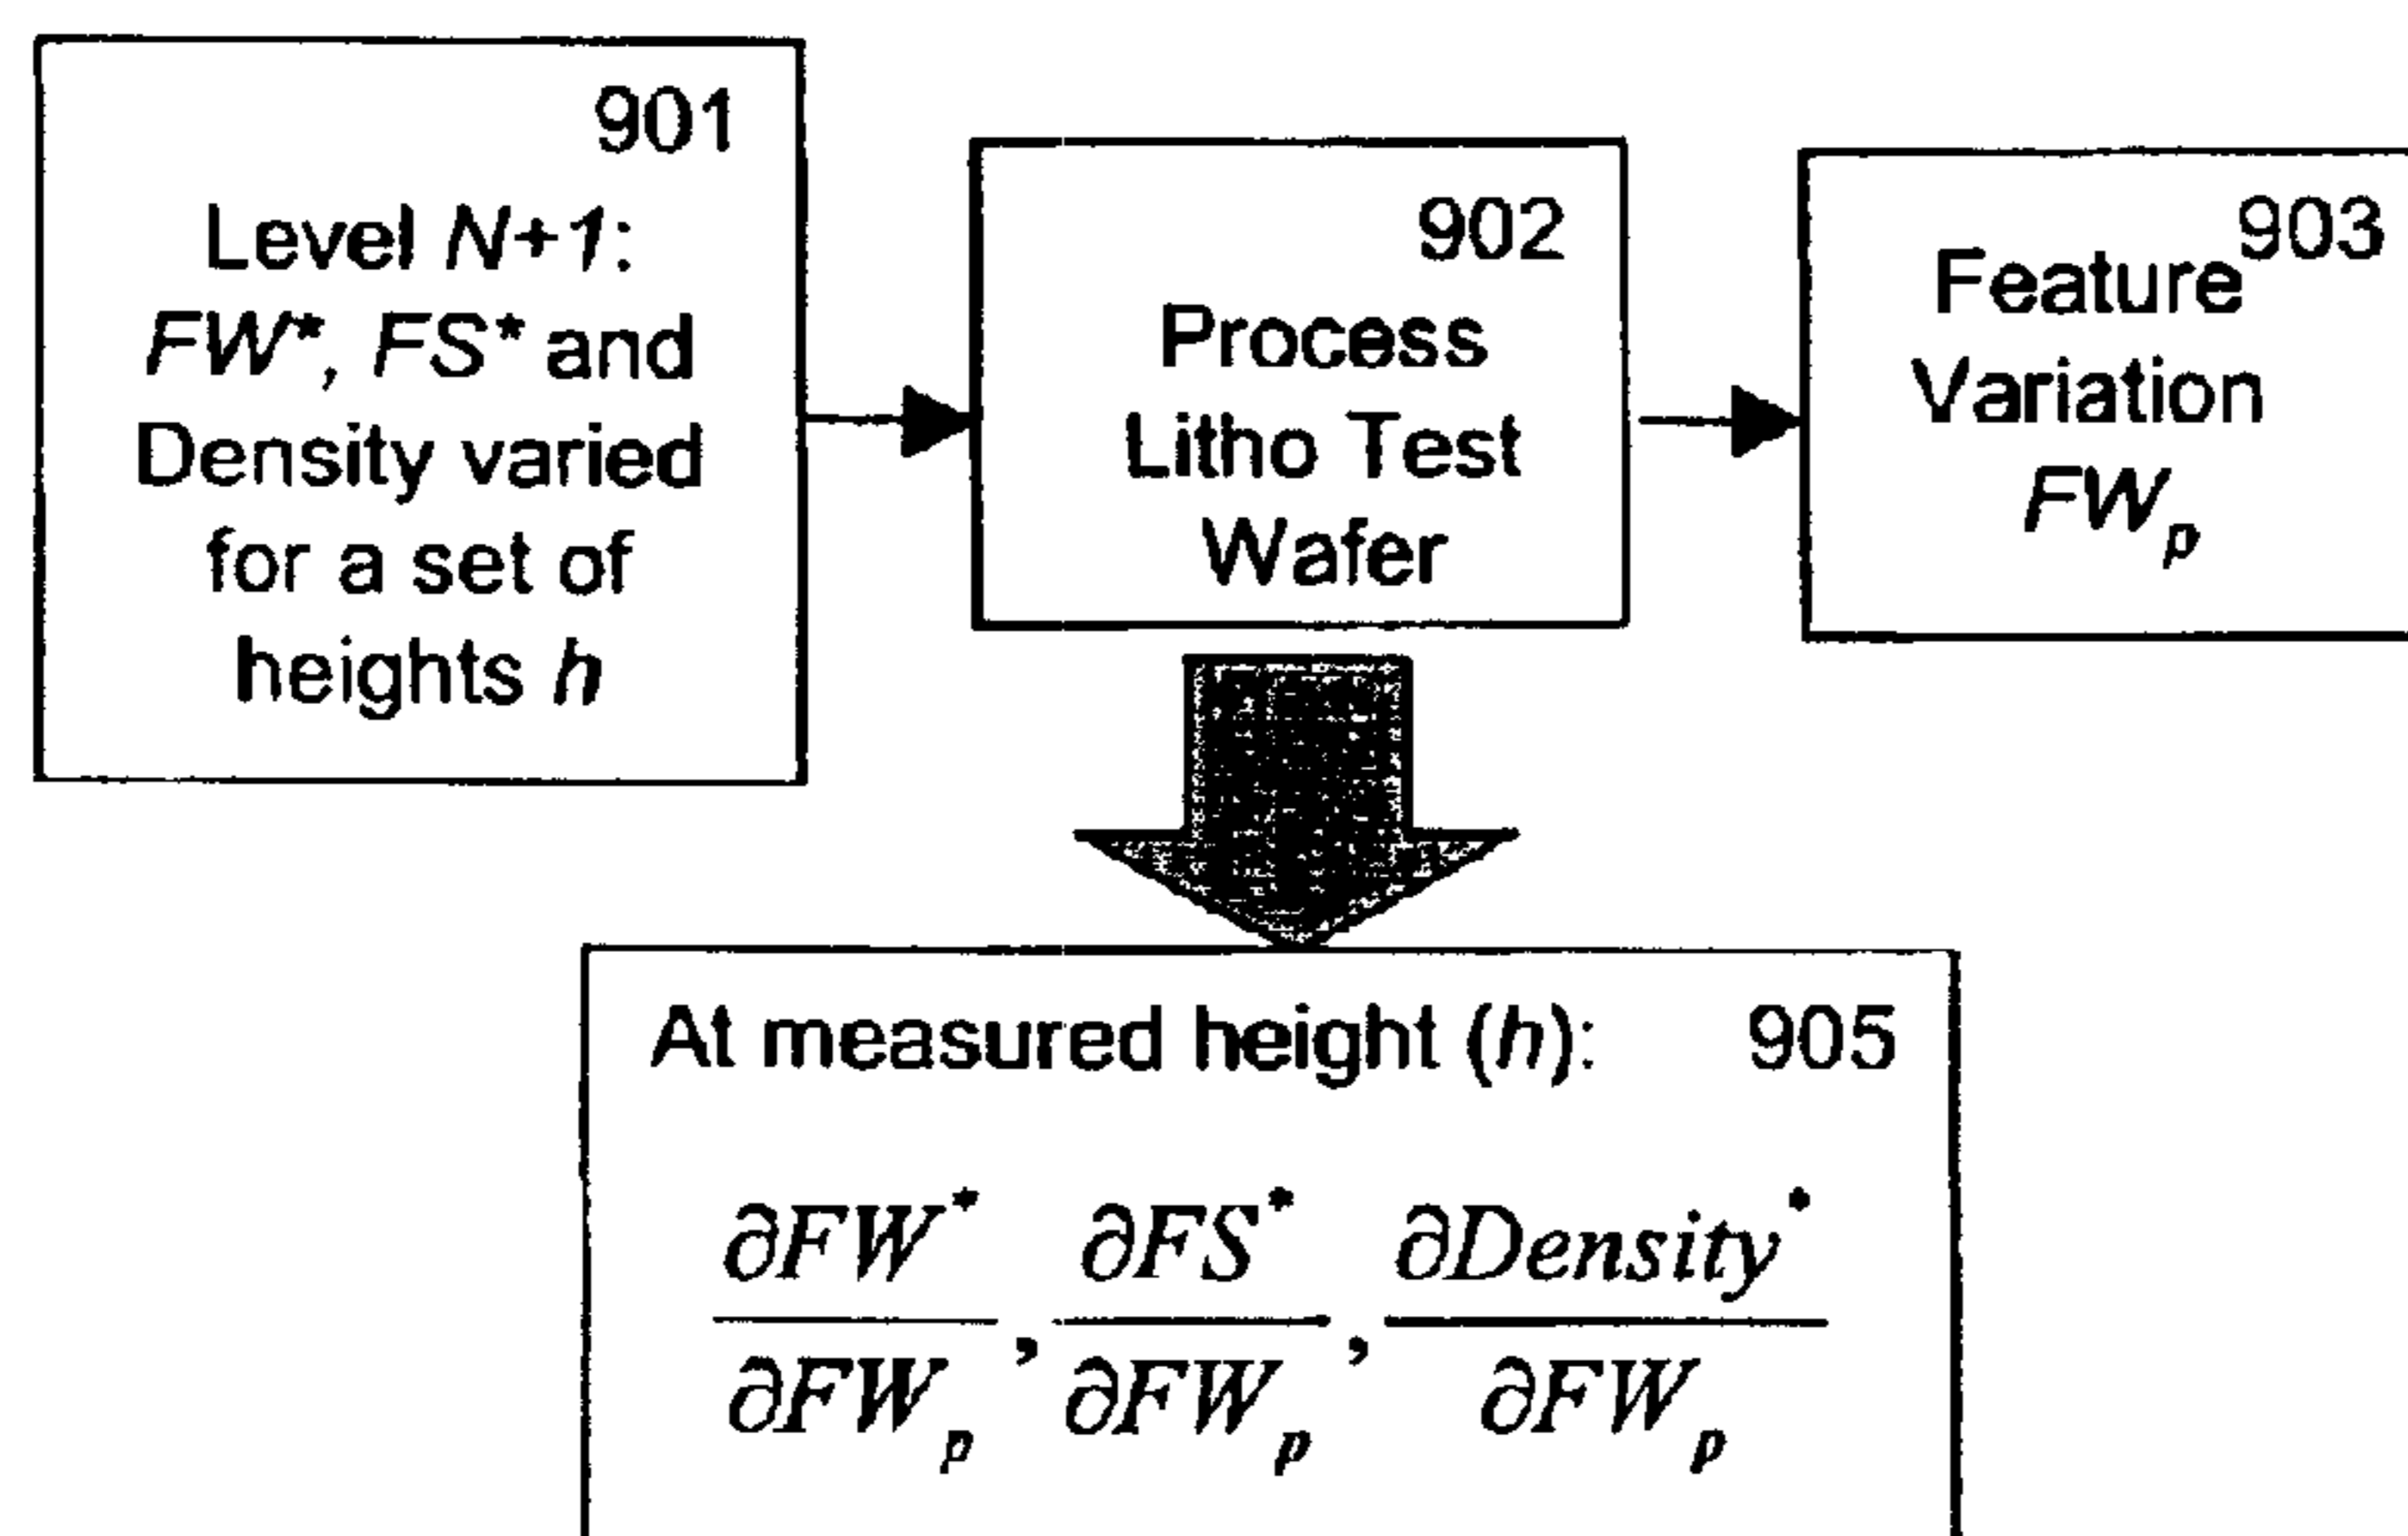 901
Level N+1:
FW*, FS* and
Density varied
for a set of
heights h
902
Process
Litho Test
Wafer
903
Feature
Variation
FW_p
At measured height (h): 905
∂FW* / ∂FW_p , ∂FS* / ∂FW_p , ∂Density* / ∂FW_p